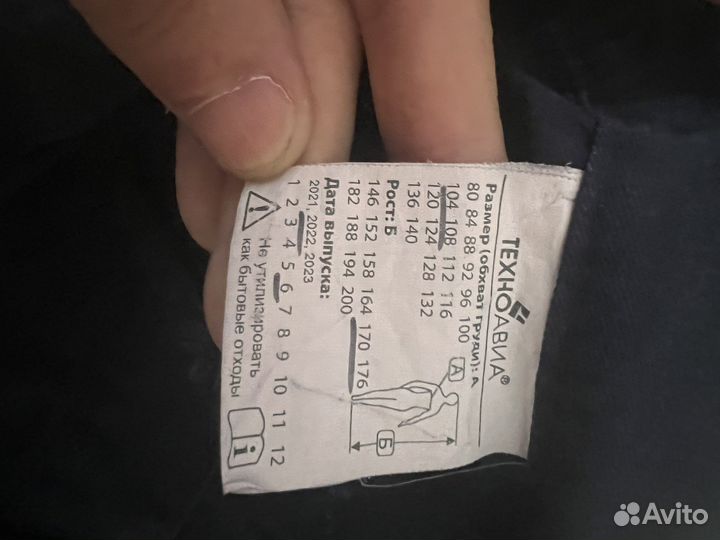 ТЕХНОАВИА®
Размер (обхват груди): А
80 84 88 92 96 100
104 108 112 116
120 124 128 132
136 140
Рост: Б
146 152 158 164 170 176
182 188 194 200
Дата выпуска:
2021, 2022, 2023
1 2 3 4 5 6 7 8 9 10 11 12
Не утилизировать
как бытовые отходы
А
Б
Avito